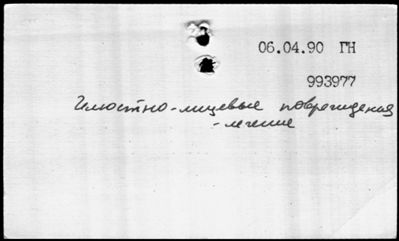 06.04.90 ГН
993977
Челюстно-лицевые повреждения
-лечение